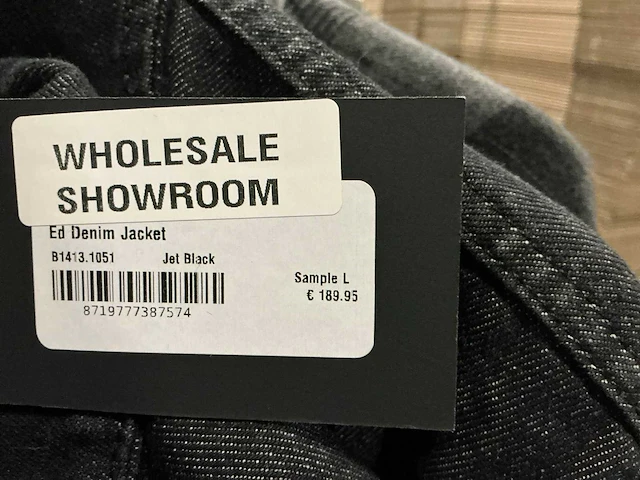 WHOLESALE
SHOWROOM
Ed Denim Jacket
B1413.1051 Jet Black
Sample L
€ 189.95
8719777387574